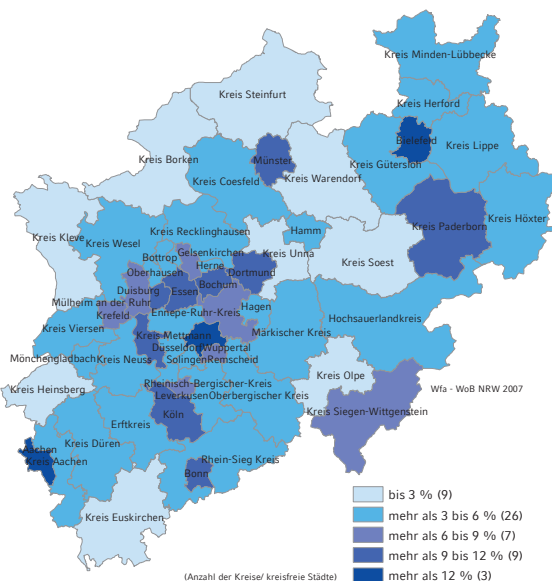 Kreis Minden-Lübbecke
Kreis Steinfurt
Kreis Herford
Bielefeld
Kreis Lippe
Kreis Borken
Münster
Kreis Gütersloh
Kreis Warendorf
Kreis Coesfeld
Kreis Höxter
Kreis Paderborn
Kreis Kleve
Kreis Wesel
Kreis Recklinghausen
Hamm
Kreis Unna
Kreis Soest
Bottrop
Gelsenkirchen
Herne
Oberhausen
Dortmund
Duisburg
Essen
Bochum
Mülheim an der Ruhr
Krefeld
Ennepe-Ruhr-Kreis
Hagen
Hochsauerlandkreis
Kreis Viersen
Kreis Mettmann
Märkischer Kreis
Düsseldorf
Wuppertal
Mönchengladbach
Kreis Neuss
Solingen
Remscheid
Kreis Olpe
Kreis Heinsberg
Rheinisch-Bergischer-Kreis
Wfa - WoB NRW 2007
Leverkusen
Oberbergischer Kreis
Köln
Kreis Siegen-Wittgenstein
Erftkreis
Kreis Düren
Aachen
Kreis Aachen
Rhein-Sieg Kreis
Bonn
Kreis Euskirchen
bis 3 % (9)
mehr als 3 bis 6 % (26)
mehr als 6 bis 9 % (7)
mehr als 9 bis 12 % (9)
mehr als 12 % (3)
(Anzahl der Kreise/ kreisfreie Städte)